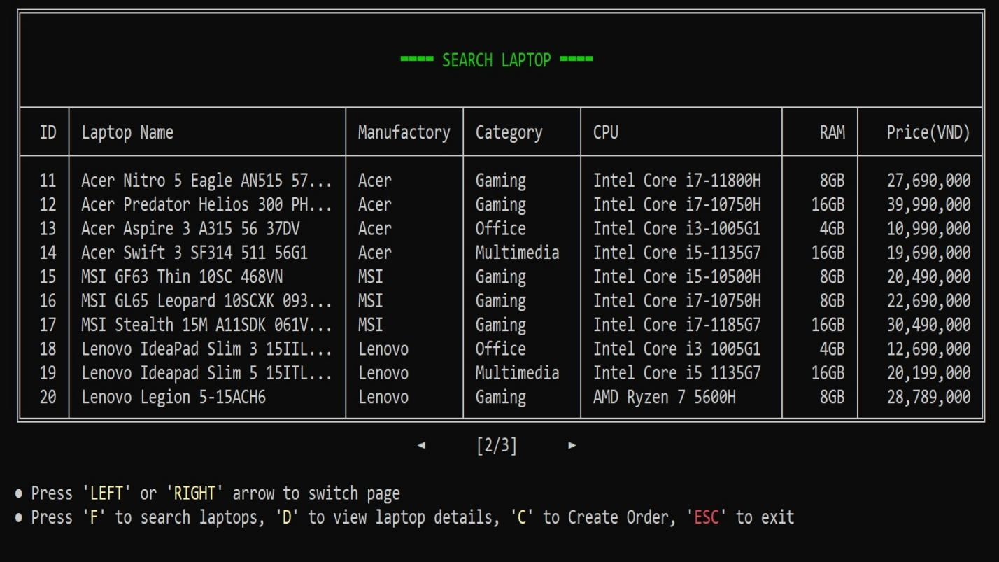 SEARCH LAPTOP
ID Laptop Name Manufactory Category CPU RAM Price(VND)
11 Acer Nitro 5 Eagle AN515 57... Acer Gaming Intel Core i7-11800H 8GB 27,690,000
12 Acer Predator Helios 300 PH... Acer Gaming Intel Core i7-10750H 16GB 39,990,000
13 Acer Aspire 3 A315 56 37DV Acer Office Intel Core i3-1005G1 4GB 10,990,000
14 Acer Swift 3 SF314 511 56G1 Acer Multimedia Intel Core i5-1135G7 16GB 19,690,000
15 MSI GF63 Thin 10SC 468VN MSI Gaming Intel Core i5-10500H 8GB 20,490,000
16 MSI GL65 Leopard 10SCXK 093... MSI Gaming Intel Core i7-10750H 8GB 22,690,000
17 MSI Stealth 15M A11SDK 061V... MSI Gaming Intel Core i7-1185G7 16GB 30,490,000
18 Lenovo IdeaPad Slim 3 15IIL... Lenovo Office Intel Core i3 1005G1 4GB 12,690,000
19 Lenovo Ideapad Slim 5 15ITL... Lenovo Multimedia Intel Core i5 1135G7 16GB 20,199,000
20 Lenovo Legion 5-15ACH6 Lenovo Gaming AMD Ryzen 7 5600H 8GB 28,789,000
◄ [2/3] ►
● Press 'LEFT' or 'RIGHT' arrow to switch page
● Press 'F' to search laptops, 'D' to view laptop details, 'C' to Create Order, 'ESC' to exit